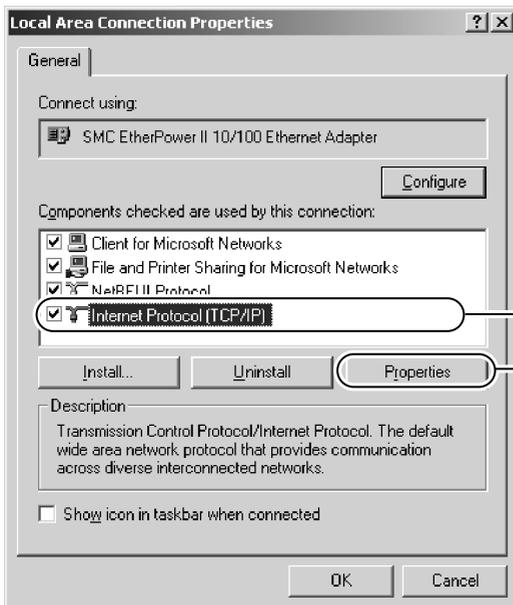 Local Area Connection Properties
General
Connect using:
SMC EtherPower II 10/100 Ethernet Adapter
Configure
Components checked are used by this connection:
Client for Microsoft Networks
File and Printer Sharing for Microsoft Networks
NetBEUI Protocol
Internet Protocol (TCP/IP)
Install... Uninstall Properties
Description
Transmission Control Protocol/Internet Protocol. The default
wide area network protocol that provides communication
across diverse interconnected networks.
Show icon in taskbar when connected
OK Cancel